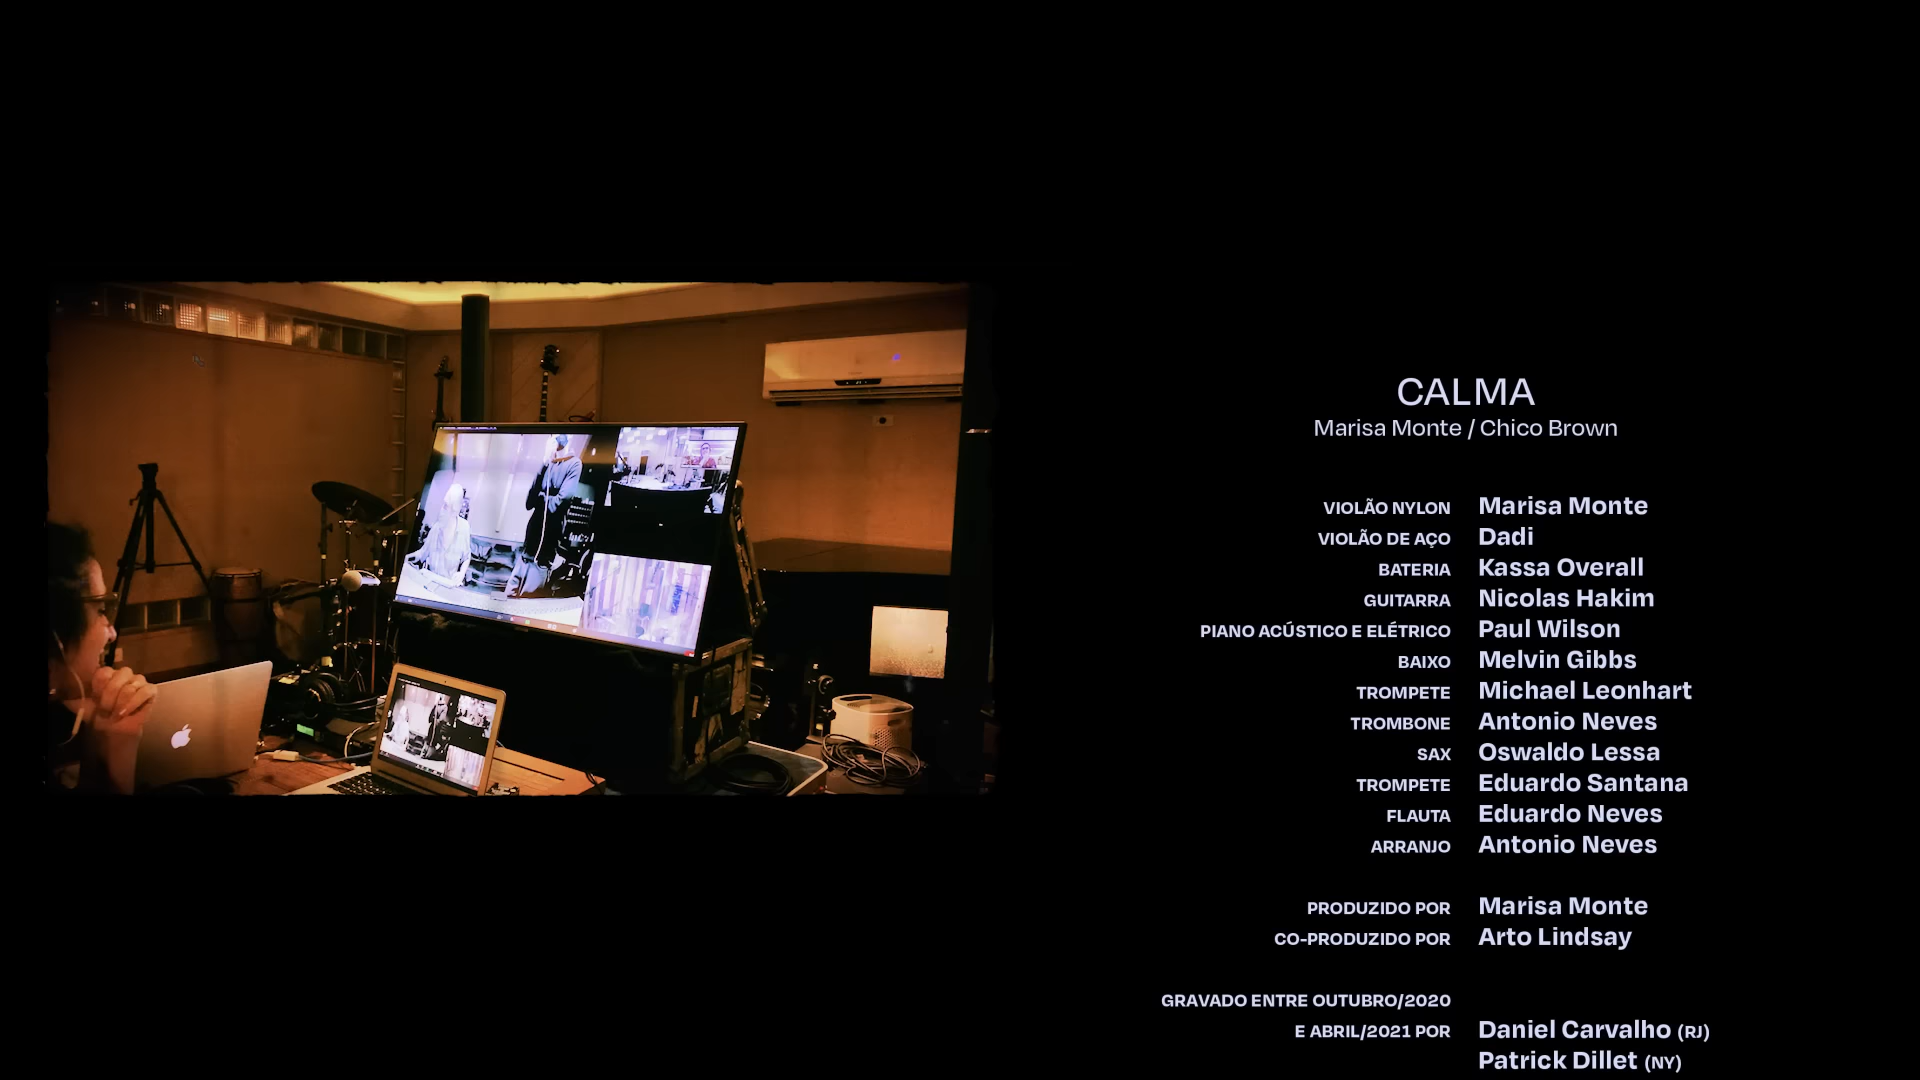 CALMA
Marisa Monte / Chico Brown
VIOLÃO NYLON Marisa Monte
VIOLÃO DE AÇO Dadi
BATERIA Kassa Overall
GUITARRA Nicolas Hakim
PIANO ACÚSTICO E ELÉTRICO Paul Wilson
BAIXO Melvin Gibbs
TROMPETE Michael Leonhart
TROMBONE Antonio Neves
SAX Oswaldo Lessa
TROMPETE Eduardo Santana
FLAUTA Eduardo Neves
ARRANJO Antonio Neves
PRODUZIDO POR Marisa Monte
CO-PRODUZIDO POR Arto Lindsay
GRAVADO ENTRE OUTUBRO/2020
E ABRIL/2021 POR Daniel Carvalho (RJ)
Patrick Dillet (NY)